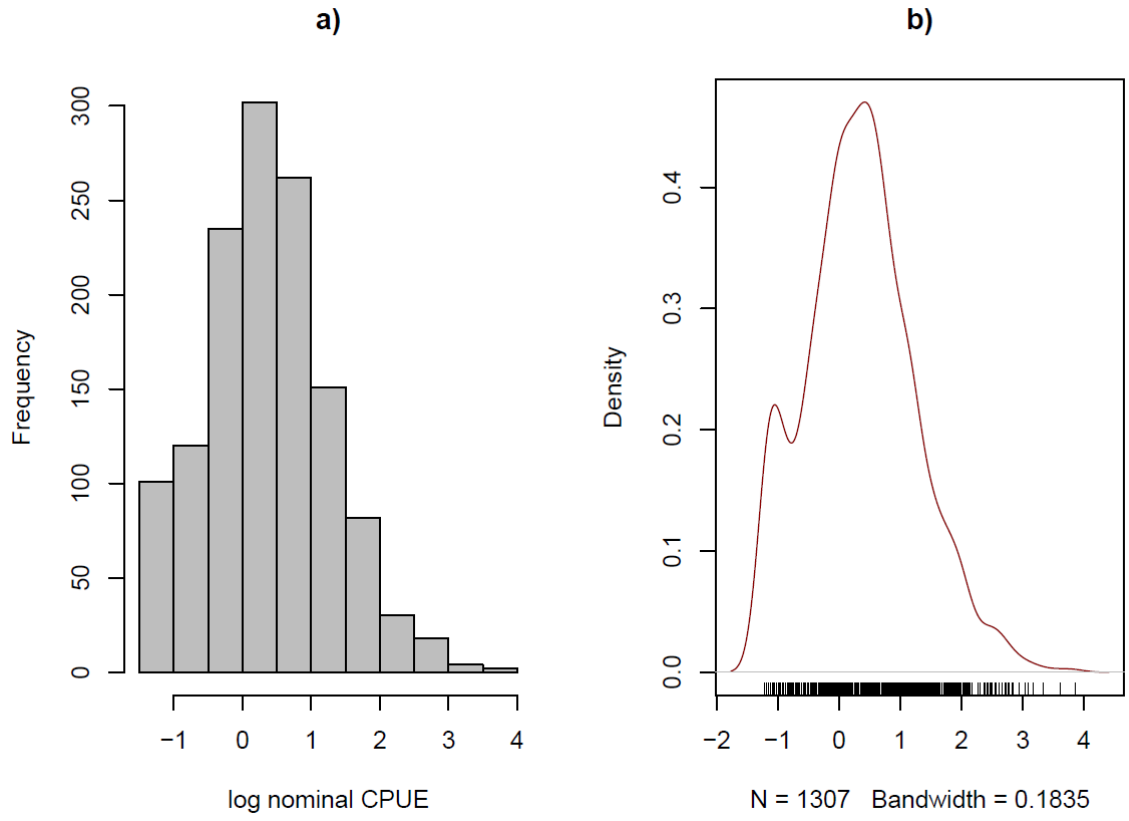 a)
Frequency
0 50 100 150 200 250 300
−1 0 1 2 3 4
log nominal CPUE
b)
Density
0.0 0.1 0.2 0.3 0.4
−2 −1 0 1 2 3 4
N = 1307 Bandwidth = 0.1835